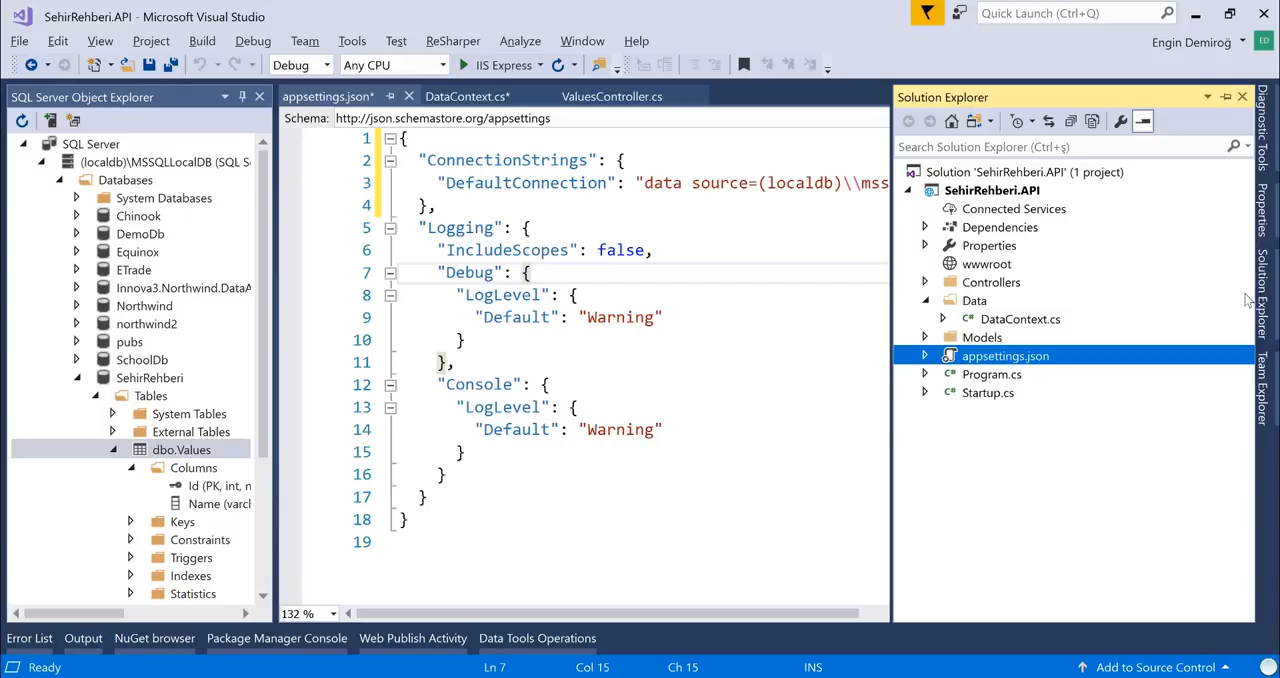 SehirRehberi.API - Microsoft Visual Studio
Quick Launch (Ctrl+Q)
File Edit View Project Build Debug Team Tools Test ReSharper Analyze Window Help
Engin Demiroğ
ED
Debug Any CPU IIS Express
SQL Server Object Explorer
SQL Server
(localdb)\MSSQLLocalDB (SQL S
Databases
System Databases
Chinook
DemoDb
Equinox
ETrade
Innova3.Northwind.DataA
Northwind
northwind2
pubs
SchoolDb
SehirRehberi
Tables
System Tables
External Tables
dbo.Values
Columns
Id (PK, int, n
Name (varcl
Keys
Constraints
Triggers
Indexes
Statistics
appsettings.json* DataContext.cs* ValuesController.cs
Schema: http://json.schemastore.org/appsettings
1 {
2 "ConnectionStrings": {
3 "DefaultConnection": "data source=(localdb)\\mss
4 },
5 "Logging": {
6 "IncludeScopes": false,
7 "Debug": {
8 "LogLevel": {
9 "Default": "Warning"
10 }
11 },
12 "Console": {
13 "LogLevel": {
14 "Default": "Warning"
15 }
16 }
17 }
18 }
19
132 %
Solution Explorer
Search Solution Explorer (Ctrl+ş)
Solution 'SehirRehberi.API' (1 project)
SehirRehberi.API
Connected Services
Dependencies
Properties
wwwroot
Controllers
Data
DataContext.cs
Models
appsettings.json
Program.cs
Startup.cs
Diagnostic Tools
Properties
Solution Explorer
Team Explorer
Error List Output NuGet browser Package Manager Console Web Publish Activity Data Tools Operations
Ready Ln 7 Col 15 Ch 15 INS Add to Source Control